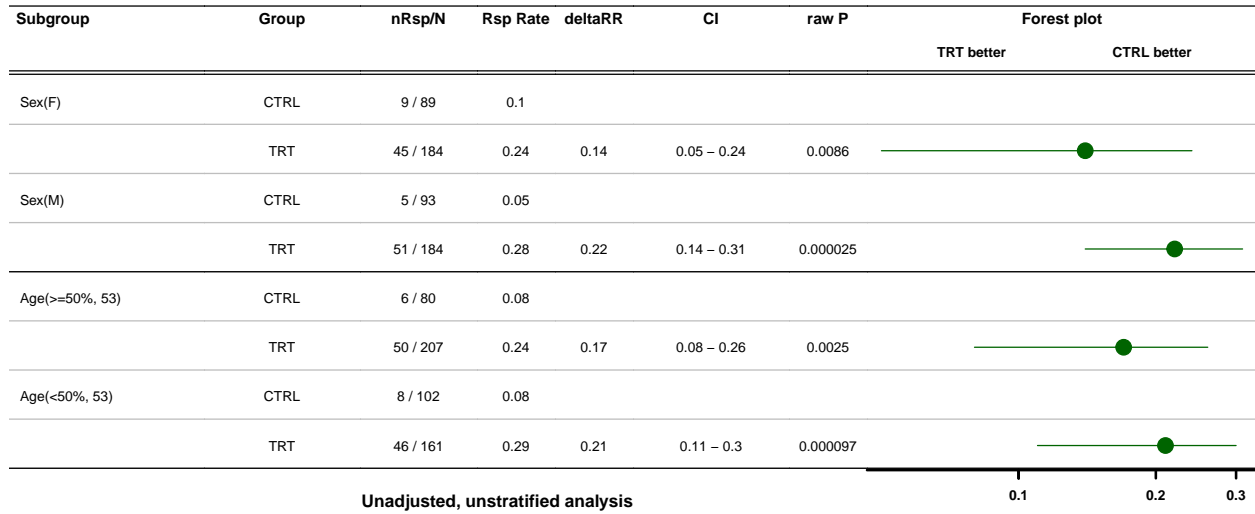 Subgroup Group nRsp/N Rsp Rate deltaRR CI raw P Forest plot
TRT better CTRL better
Sex(F) CTRL 9 / 89 0.1
TRT 45 / 184 0.24 0.14 0.05 – 0.24 0.0086
Sex(M) CTRL 5 / 93 0.05
TRT 51 / 184 0.28 0.22 0.14 – 0.31 0.000025
Age(>=50%, 53) CTRL 6 / 80 0.08
TRT 50 / 207 0.24 0.17 0.08 – 0.26 0.0025
Age(<50%, 53) CTRL 8 / 102 0.08
TRT 46 / 161 0.29 0.21 0.11 – 0.3 0.000097
0.1 0.2 0.3
Unadjusted, unstratified analysis